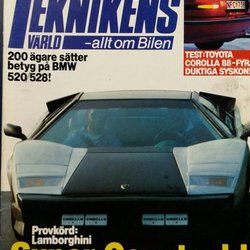 TEKNIKENS
VÄRLD
-allt om Bilen
200 ägare sätter
betyg på BMW
520/528!
TEST:TOYOTA
COROLLA 88-FYRA
DUKTIGA SYSKON!
Provkörd:
Lamborghini